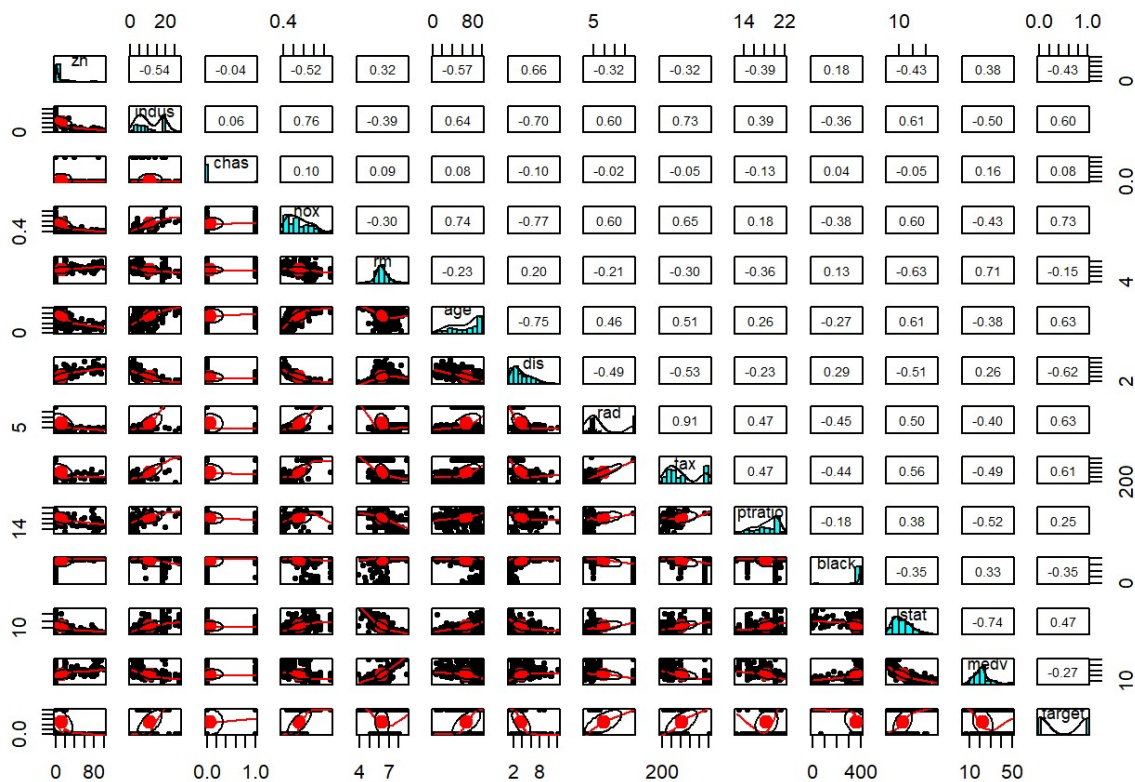 0 20 0.4 0 80 5 14 22 10 0.0 1.0
zn -0.54 -0.04 -0.52 0.32 -0.57 0.66 -0.32 -0.32 -0.39 0.18 -0.43 0.38 -0.43 0
0 indus 0.06 0.76 -0.39 0.64 -0.70 0.60 0.73 0.39 -0.36 0.61 -0.50 0.60
chas 0.10 0.09 0.08 -0.10 -0.02 -0.05 -0.13 0.04 -0.05 0.16 0.08 0.0
0.4 nox -0.30 0.74 -0.77 0.60 0.65 0.18 -0.38 0.60 -0.43 0.73
rm -0.23 0.20 -0.21 -0.30 -0.36 0.13 -0.63 0.71 -0.15 4
0 age -0.75 0.46 0.51 0.26 -0.27 0.61 -0.38 0.63
dis -0.49 -0.53 -0.23 0.29 -0.51 0.26 -0.62 2
5 rad 0.91 0.47 -0.45 0.50 -0.40 0.63
tax 0.47 -0.44 0.56 -0.49 0.61 200
14 ptratio -0.18 0.38 -0.52 0.25
black -0.35 0.33 -0.35 0
10 lstat -0.74 0.47
medv -0.27 10
0.0 target
0 80 0.0 1.0 4 7 2 8 200 0 400 10 50